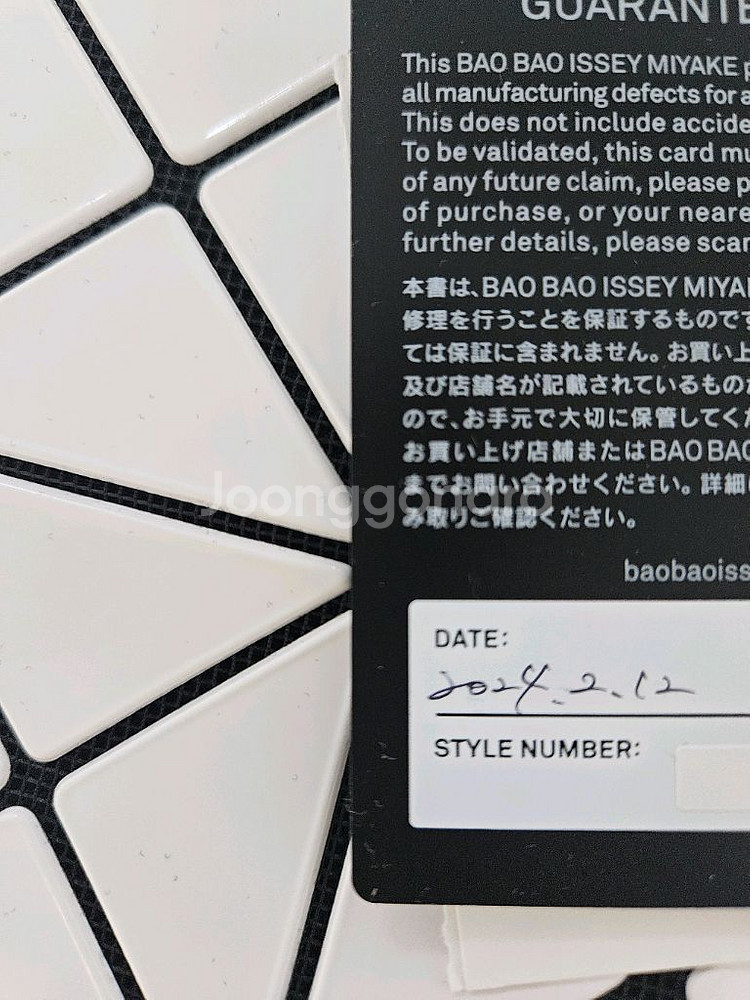 GUARANTE
This BAO BAO ISSEY MIYAKE p
all manufacturing defects for a
This does not include accide
To be validated, this card mu
of any future claim, please p
of purchase, or your neare
further details, please scan
本書は、BAO BAO ISSEY MIYA
修理を行うことを保証するものです
ては保証に含まれません。お買い上
及び店舗名が記載されているもの
ので、お手元で大切に保管してく
お買い上げ店舗またはBAO BAO
までお問い合わせください。詳細
み取りご確認ください。
Joonggonara
baobaoiss
DATE:
2024.2.12
STYLE NUMBER: